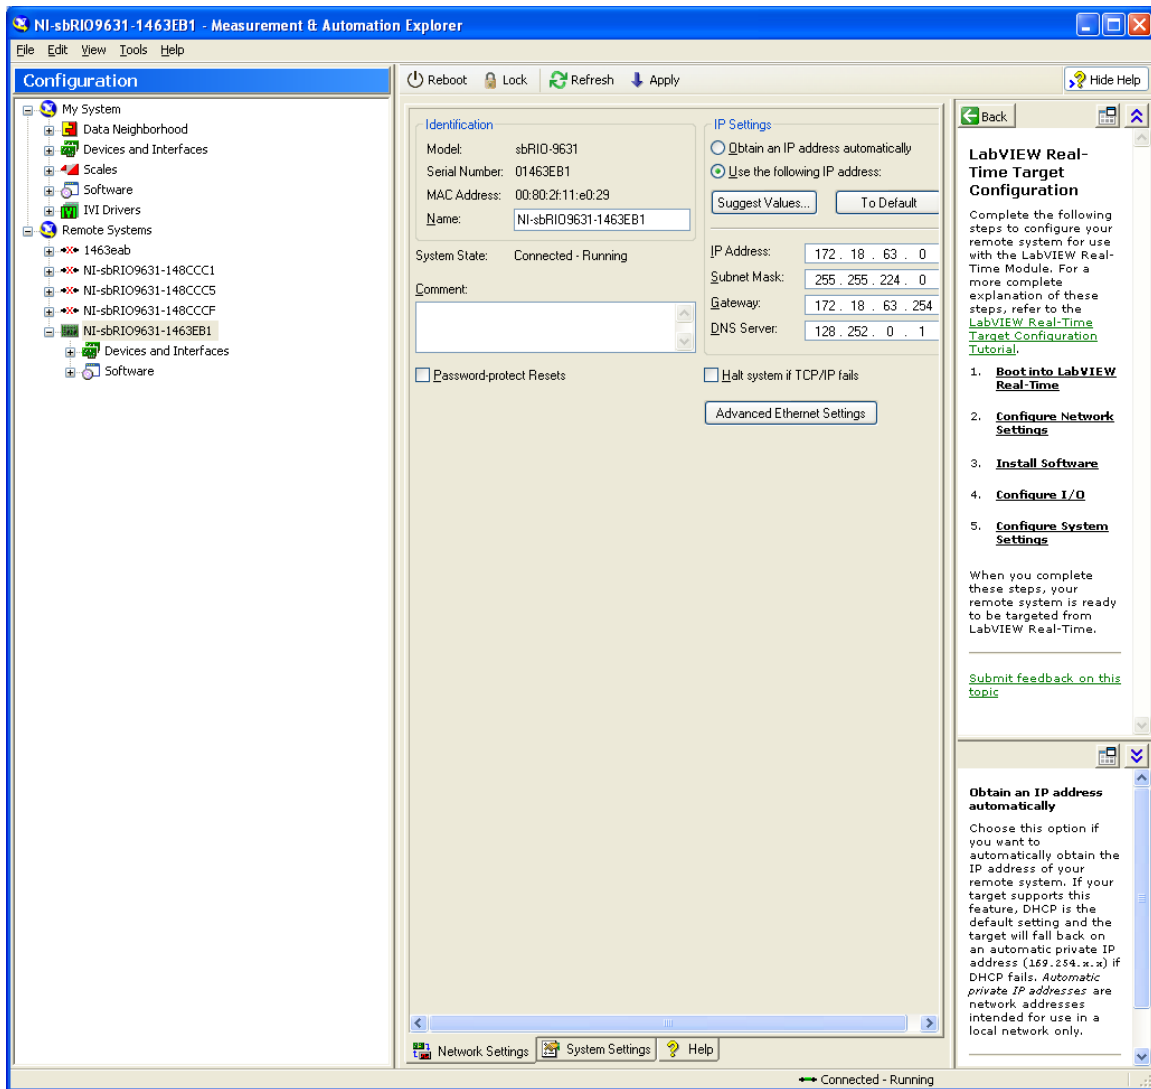 NI-sbRIO9631-1463EB1 - Measurement & Automation Explorer
File Edit View Tools Help
Configuration
My System
Data Neighborhood
Devices and Interfaces
Scales
Software
IVI Drivers
Remote Systems
1463eab
NI-sbRIO9631-148CCC1
NI-sbRIO9631-148CCC5
NI-sbRIO9631-148CCCF
NI-sbRIO9631-1463EB1
Devices and Interfaces
Software
Reboot Lock Refresh Apply Hide Help
Identification
Model: sbRIO-9631
Serial Number: 01463EB1
MAC Address: 00:80:2f:11:e0:29
Name: NI-sbRIO9631-1463EB1
System State: Connected - Running
Comment:
Password-protect Resets
IP Settings
Obtain an IP address automatically
Use the following IP address:
Suggest Values... To Default
IP Address: 172 . 18 . 63 . 0
Subnet Mask: 255 . 255 . 224 . 0
Gateway: 172 . 18 . 63 . 254
DNS Server: 128 . 252 . 0 . 1
Halt system if TCP/IP fails
Advanced Ethernet Settings
Network Settings System Settings Help
Back
LabVIEW Real-
Time Target
Configuration
Complete the following
steps to configure your
remote system for use
with the LabVIEW Real-
Time Module. For a
more complete
explanation of these
steps, refer to the
LabVIEW Real-Time
Target Configuration
Tutorial.
1. Boot into LabVIEW
Real-Time
2. Configure Network
Settings
3. Install Software
4. Configure I/O
5. Configure System
Settings
When you complete
these steps, your
remote system is ready
to be targeted from
LabVIEW Real-Time.
Submit feedback on this
topic
Obtain an IP address
automatically
Choose this option if
you want to
automatically obtain the
IP address of your
remote system. If your
target supports this
feature, DHCP is the
default setting and the
target will fall back on
an automatic private IP
address (169.254.x.x) if
DHCP fails. Automatic
private IP addresses are
network addresses
intended for use in a
local network only.
Connected - Running